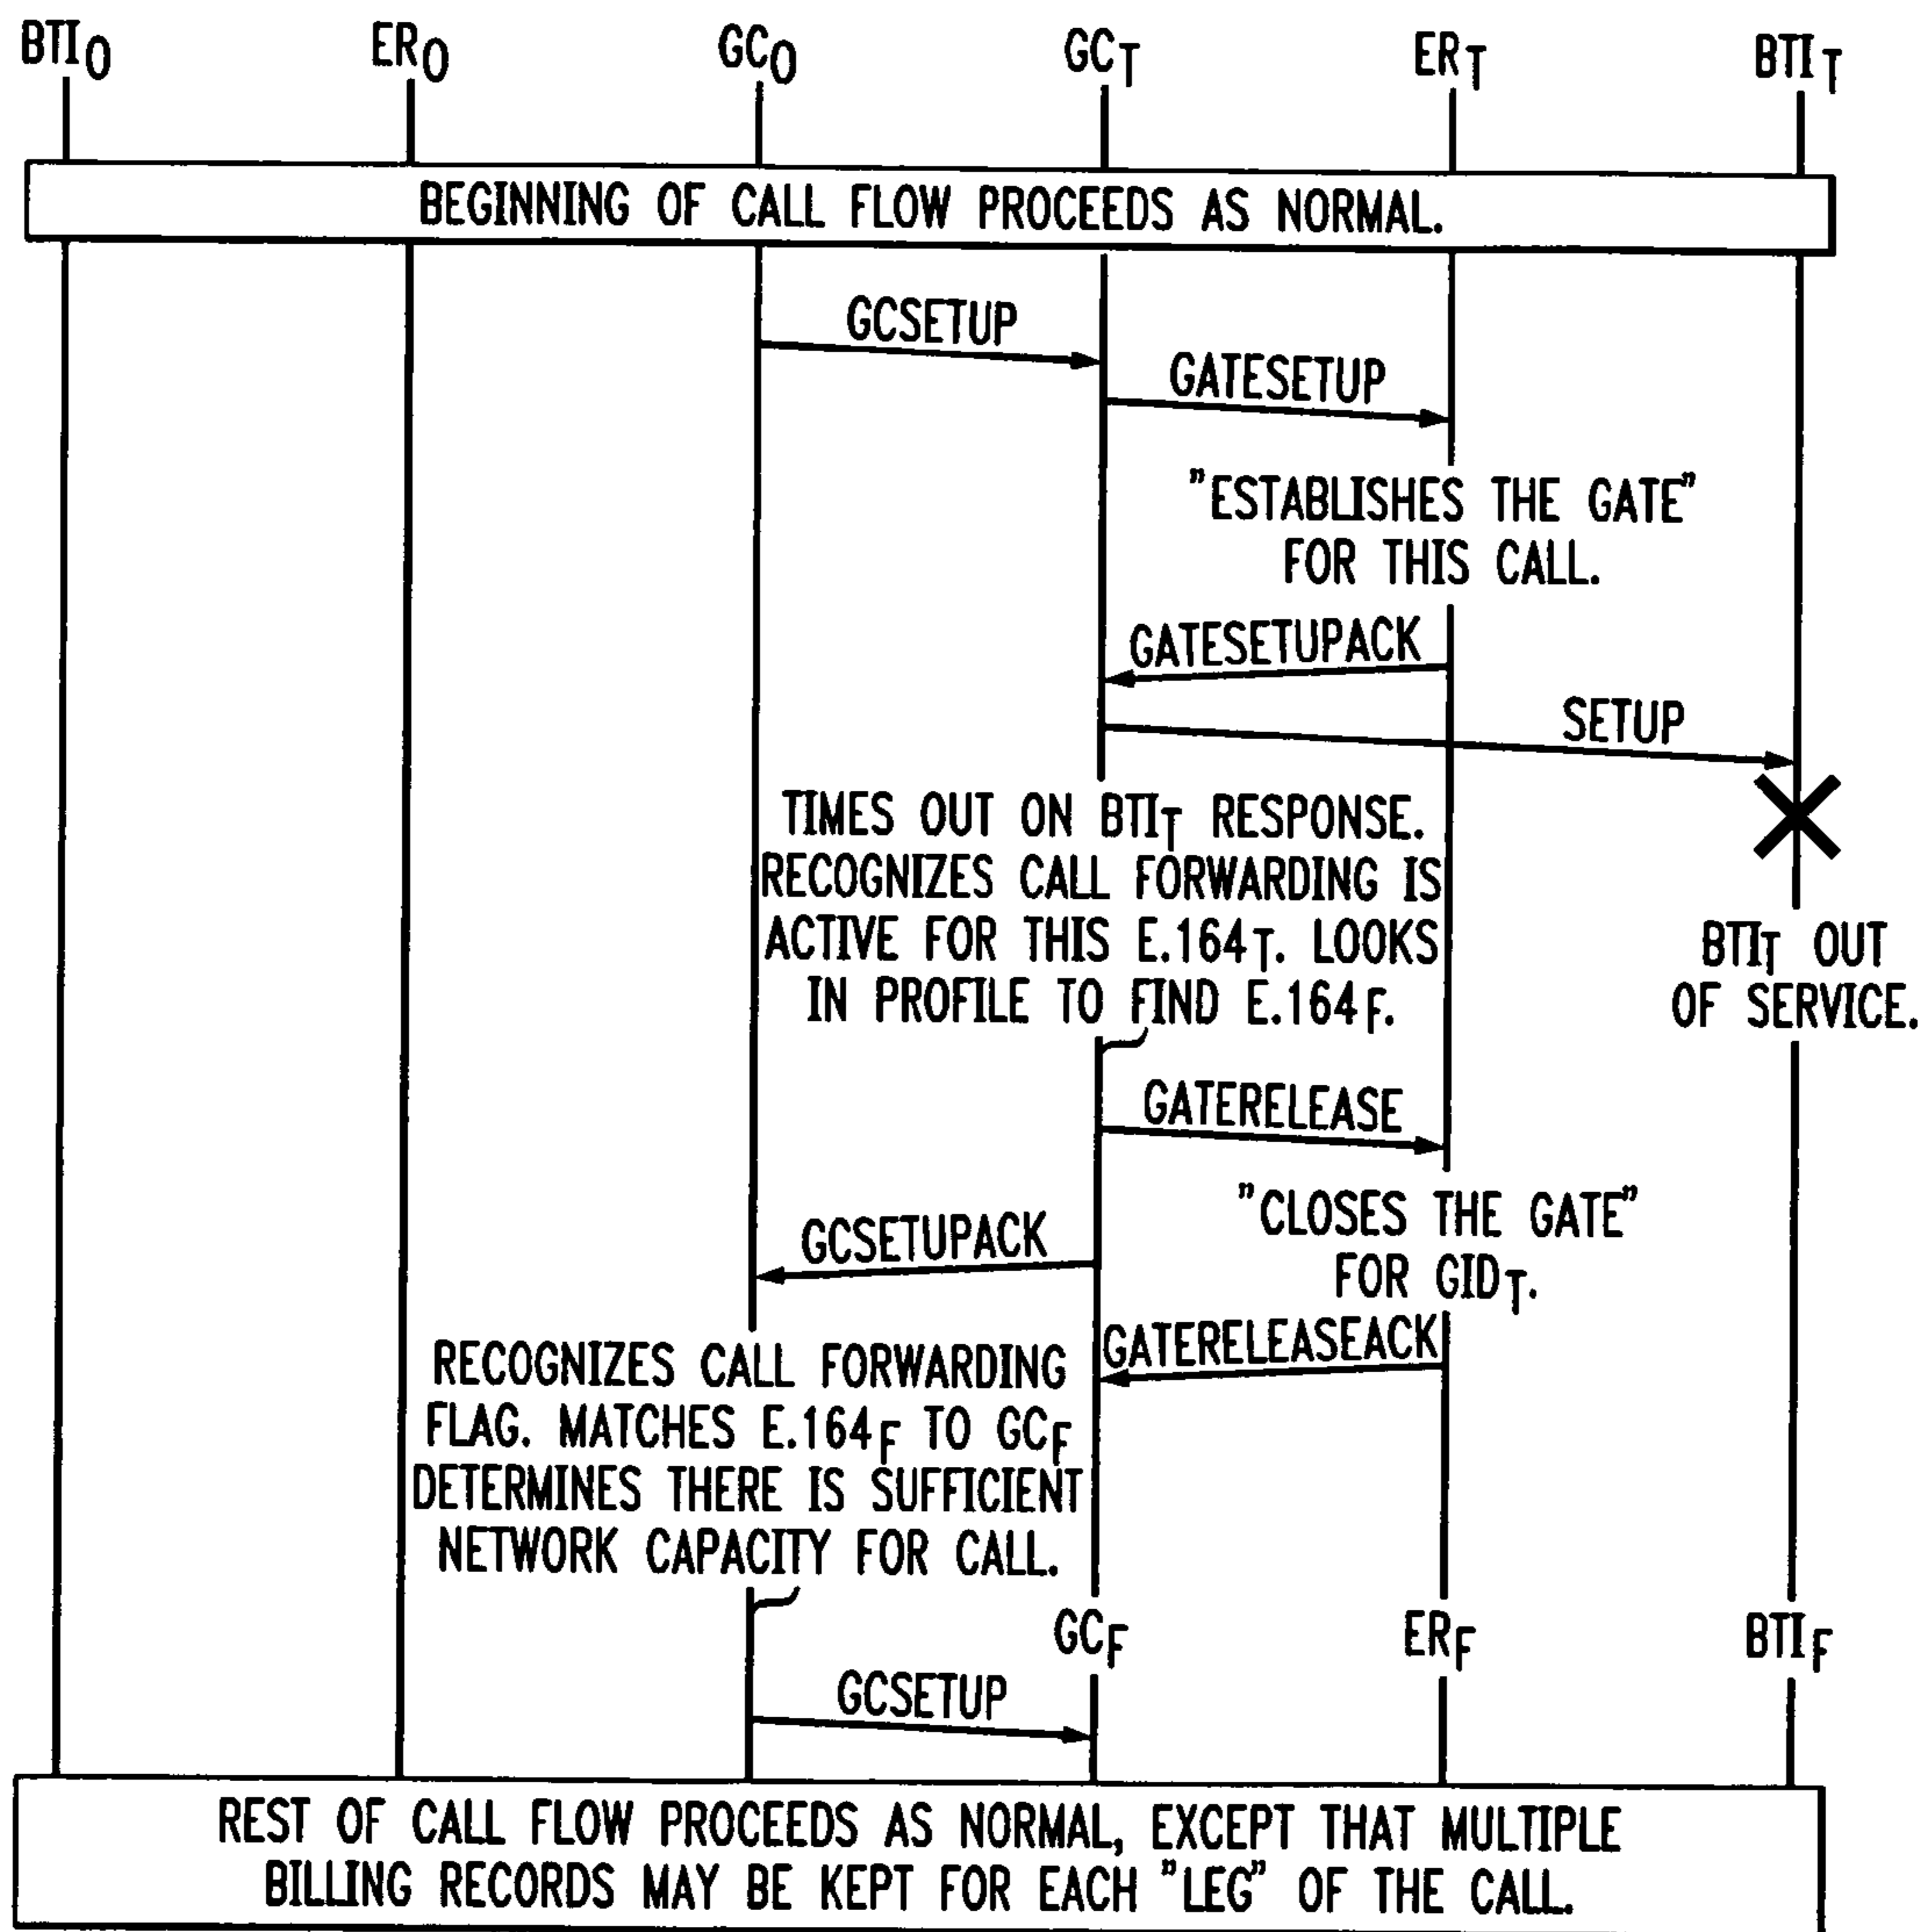 BTIO ERO GCO GCT ERT BTIT
BEGINNING OF CALL FLOW PROCEEDS AS NORMAL.
GCSETUP
GATESETUP
"ESTABLISHES THE GATE"
FOR THIS CALL.
GATESETUPACK
SETUP
TIMES OUT ON BTIT RESPONSE.
RECOGNIZES CALL FORWARDING IS
ACTIVE FOR THIS E.164T. LOOKS
IN PROFILE TO FIND E.164F.
BTIT OUT
OF SERVICE.
GATERELEASE
"CLOSES THE GATE"
FOR GIDT.
GCSETUPACK
GATERELEASEACK
RECOGNIZES CALL FORWARDING
FLAG. MATCHES E.164F TO GCF
DETERMINES THERE IS SUFFICIENT
NETWORK CAPACITY FOR CALL.
GCF ERF BTIF
GCSETUP
REST OF CALL FLOW PROCEEDS AS NORMAL, EXCEPT THAT MULTIPLE
BILLING RECORDS MAY BE KEPT FOR EACH "LEG" OF THE CALL.